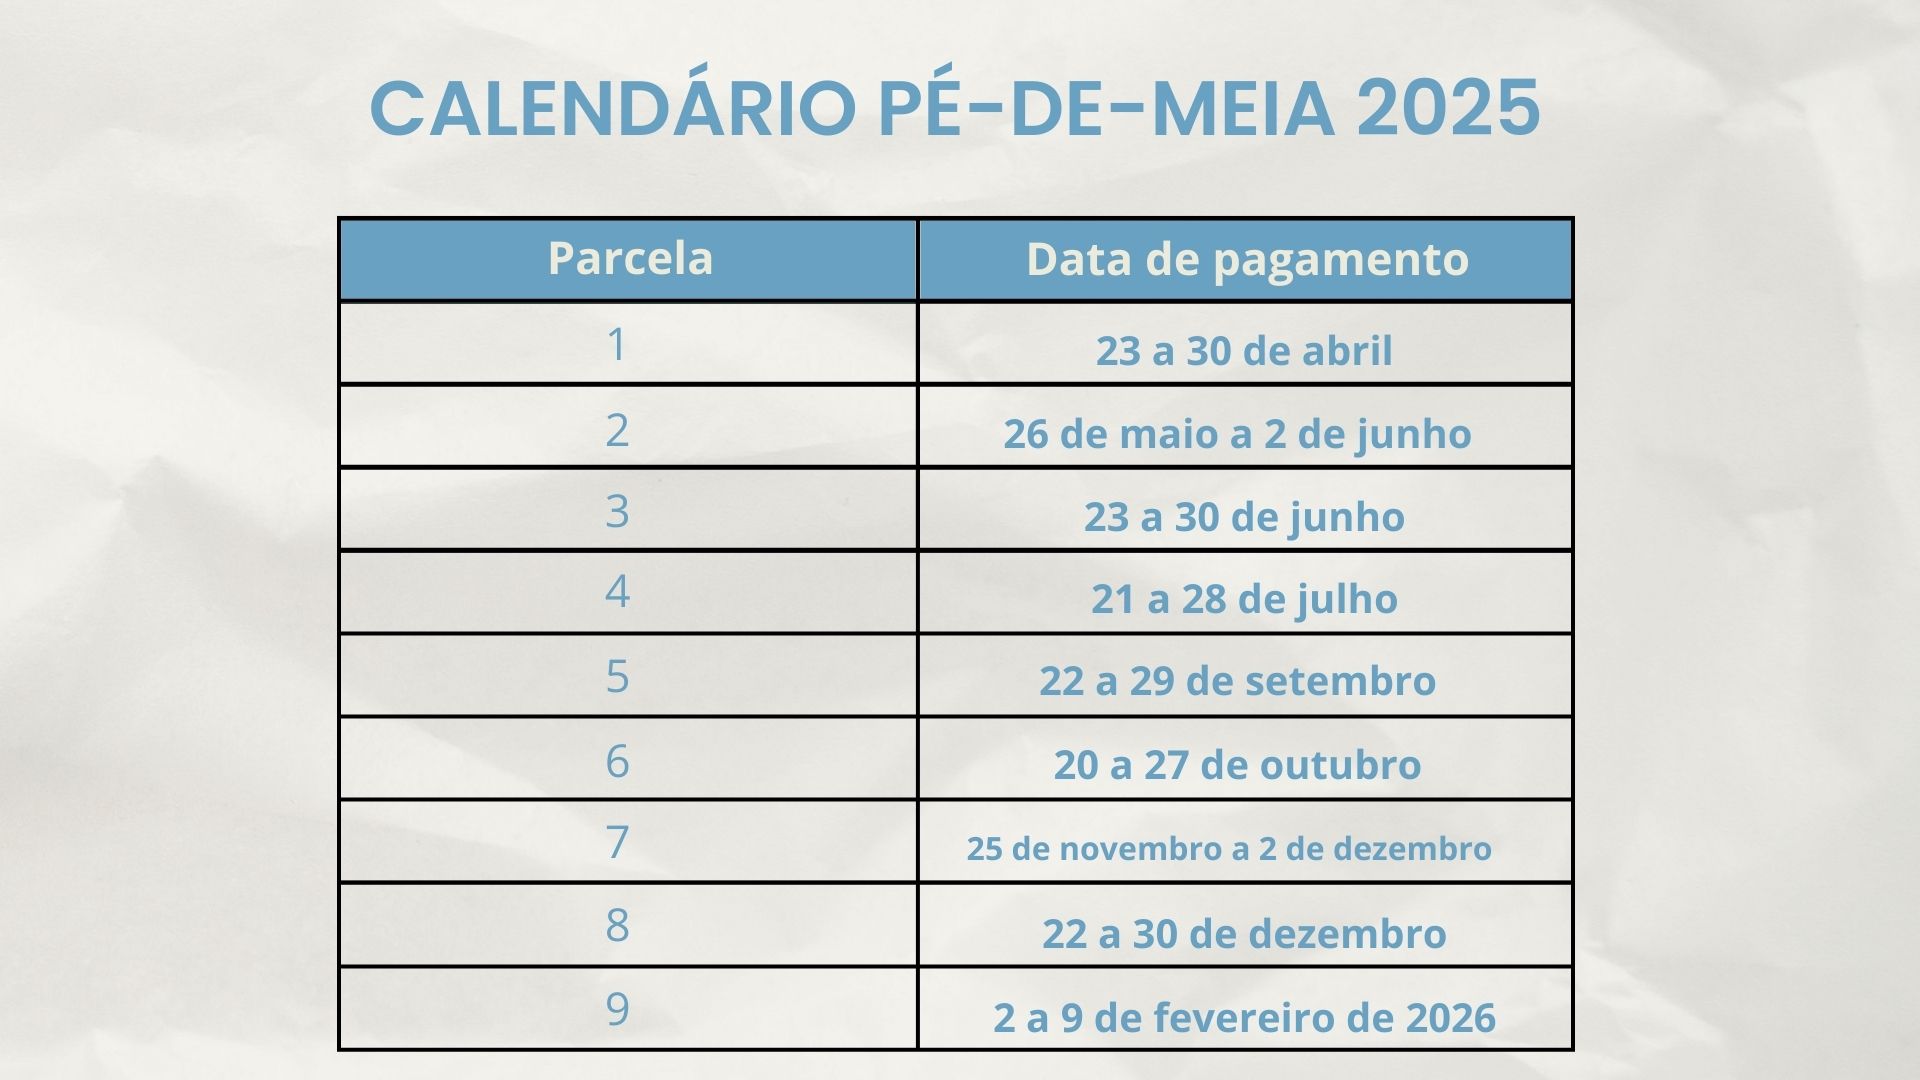 CALENDÁRIO PÉ-DE-MEIA 2025
Parcela Data de pagamento
1 23 a 30 de abril
2 26 de maio a 2 de junho
3 23 a 30 de junho
4 21 a 28 de julho
5 22 a 29 de setembro
6 20 a 27 de outubro
7 25 de novembro a 2 de dezembro
8 22 a 30 de dezembro
9 2 a 9 de fevereiro de 2026